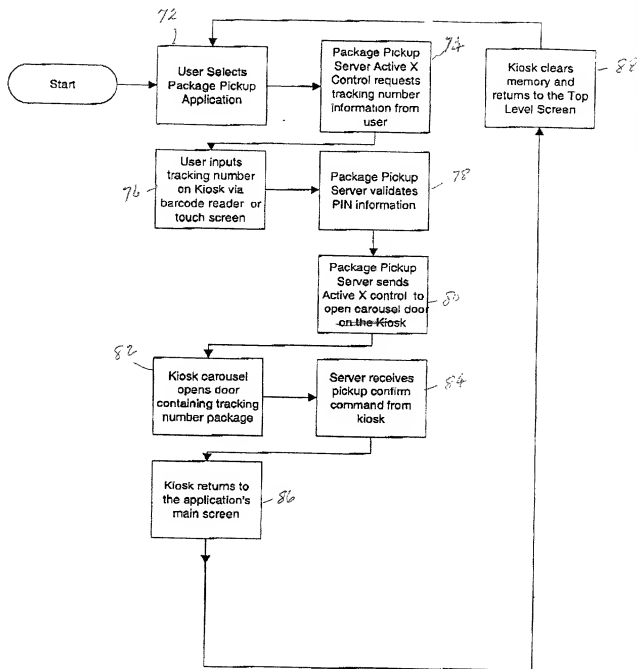 72
Start
User Selects
Package Pickup
Application
Package Pickup
Server Active X
Control requests
tracking number
information from
user
74
Kiosk clears
memory and
returns to the Top
Level Screen
88
76
User inputs
tracking number
on Kiosk via
barcode reader or
touch screen
Package Pickup
Server validates
PIN information
78
Package Pickup
Server sends
Active X control to
open carousel door
on the Kiosk
80
82
Kiosk carousel
opens door
containing tracking
number package
Server receives
pickup confirm
command from
kiosk
84
Kiosk returns to
the application's
main screen
86